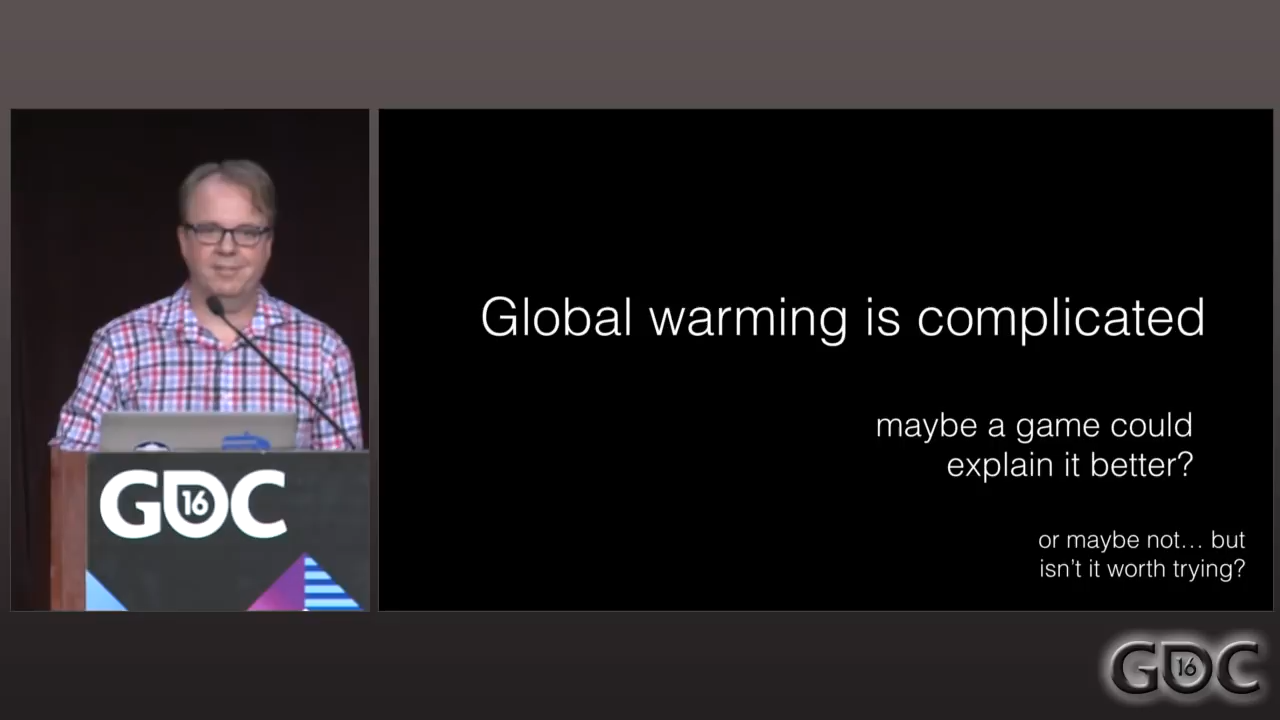 Global warming is complicated
maybe a game could
explain it better?
or maybe not... but
isn't it worth trying?
GDC
16
GDC
16